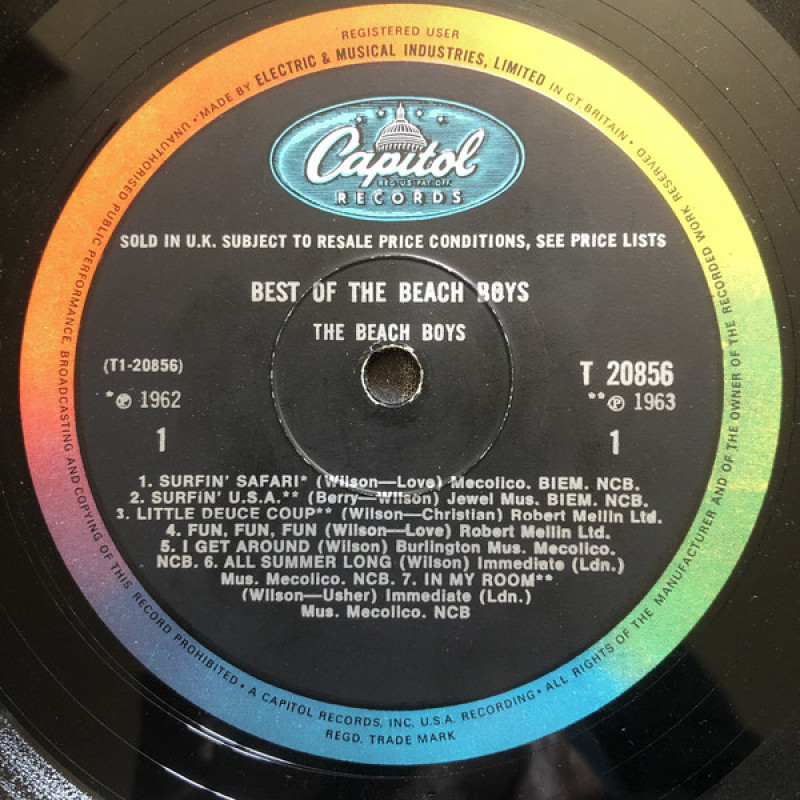 REGISTERED USER
UNAUTHORISED PUBLIC PERFORMANCE, BROADCASTING AND COPYING OF THIS RECORD PROHIBITED • A CAPITOL RECORDS, INC. U.S.A. RECORDING • ALL RIGHTS OF THE MANUFACTURER AND OF THE OWNER OF THE RECORDED WORK RESERVED •
MADE BY ELECTRIC & MUSICAL INDUSTRIES, LIMITED IN GT BRITAIN •
REGD. TRADE MARK
Capitol
REG. U.S. PAT. OFF.
RECORDS
SOLD IN U.K. SUBJECT TO RESALE PRICE CONDITIONS, SEE PRICE LISTS
BEST OF THE BEACH BOYS
THE BEACH BOYS
(T1-20856)
T 20856
*℗ 1962
**℗ 1963
1
1
1. SURFIN' SAFARI* (Wilson—Love) Mecolico. BIEM. NCB.
2. SURFIN' U.S.A.** (Berry—Wilson) Jewel Mus. BIEM. NCB.
3. LITTLE DEUCE COUP** (Wilson—Christian) Robert Mellin Ltd.
4. FUN, FUN, FUN (Wilson—Love) Robert Mellin Ltd.
5. I GET AROUND (Wilson) Burlington Mus. Mecolico.
NCB. 6. ALL SUMMER LONG (Wilson) Immediate (Ldn.)
Mus. Mecolico. NCB. 7. IN MY ROOM**
(Wilson—Usher) Immediate (Ldn.)
Mus. Mecolico. NCB